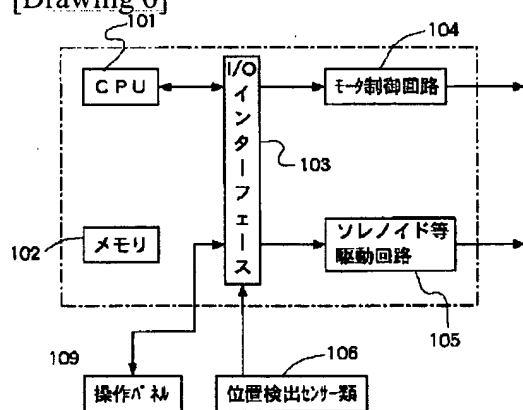 [Drawing 6]
101
CPU
I/Oインターフェース
103
104
モータ制御回路
102
メモリ
ソレノイド等
駆動回路
105
109
操作パネル
106
位置検出センサー類